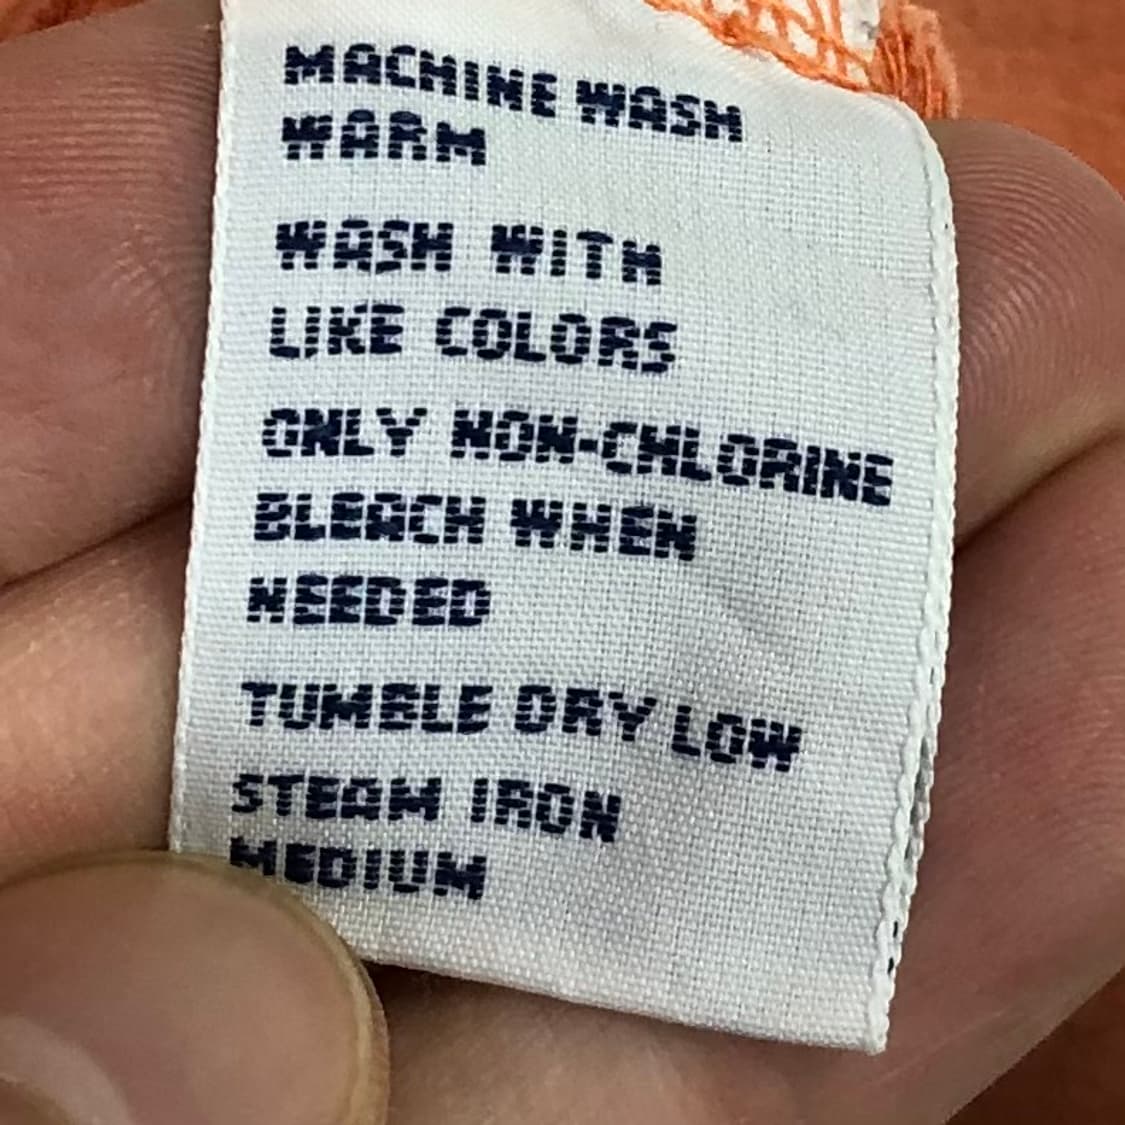 MACHINE WASH
WARM
WASH WITH
LIKE COLORS
ONLY NON-CHLORINE
BLEACH WHEN
NEEDED
TUMBLE DRY LOW
STEAM IRON
MEDIUM